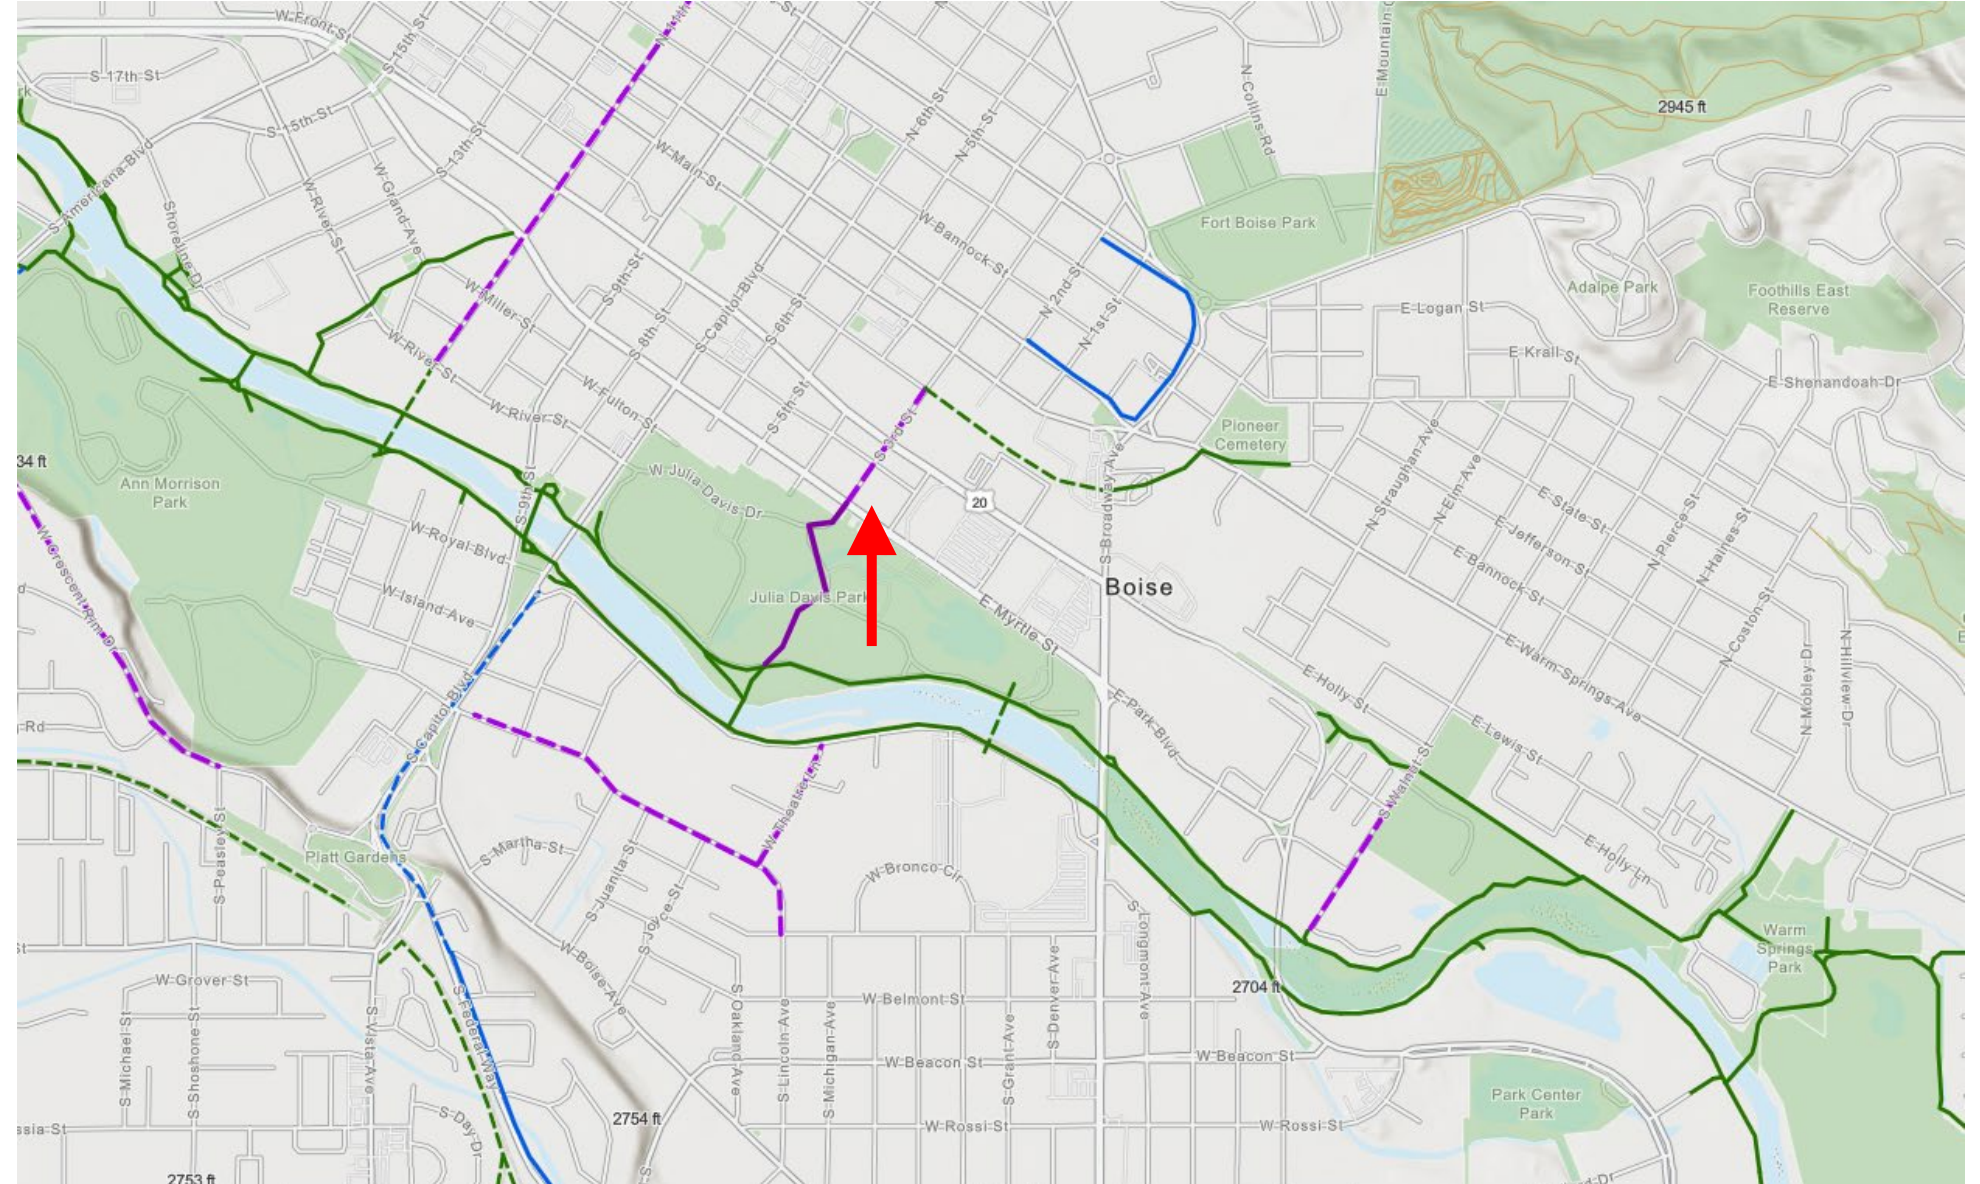 W Front St
S 15th St
N 11th
St
S 17th St
N 6th St
N 5th St
N Collins Rd
E Mountain
2945 ft
S 15th St
S 13th St
S Americana Blvd
W Grand Ave
W Main St
W River St
Shoreline Dr
W Bannock St
Fort Boise Park
N 2nd St
N 1st St
Adalpe Park
Foothills East
Reserve
E Logan St
S 9th St
S Capitol Blvd
S 6th St
S 8th St
W Miller St
W River St
E Krall St
E Shenandoah Dr
W Fulton St
S 5th St
S 3rd St
W River St
Pioneer
Cemetery
34 ft
Ann Morrison
Park
S 9th St
W Julia Davis Dr
20
S Broadway Ave
N Straughan Ave
N Elm Ave
E State St
N Pierce St
N Haines St
E Jefferson St
E Bannock St
W Royal Blvd
W Crescent Rim Dr
W Island Ave
Julia Davis Park
Boise
E Myrtle St
N Coston St
N Mobley Dr
N Hillview Dr
E Warm Springs Ave
E Holly St
E Park Blvd
E Lewis St
Rd
S Capitol Blvd
W Theatre Ln
S Walnut St
S Peasley St
Platt Gardens
S Martha St
S Juanita St
S Joyce St
W Bronco Cir
E Holly Ln
S Longmont Ave
Warm
Springs
Park
St
W Boise Ave
W Grover St
S Denver Ave
2704 ft
S Michael St
S Shoshone St
S Vista Ave
S Federal Way
S Oakland Ave
S Lincoln Ave
S Michigan Ave
W Belmont St
S Grant Ave
W Beacon St
W Beacon St
Park Center
Park
S Day Dr
2754 ft
ssia St
W Rossi St
W Rossi St
2753 ft